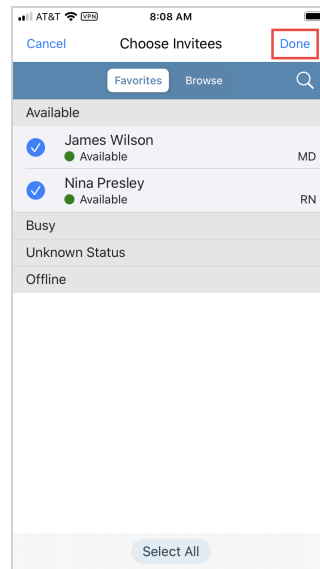 AT&T VPN 8:08 AM
Cancel Choose Invitees Done
Favorites Browse
Available
James Wilson
Available MD
Nina Presley
Available RN
Busy
Unknown Status
Offline
Select All